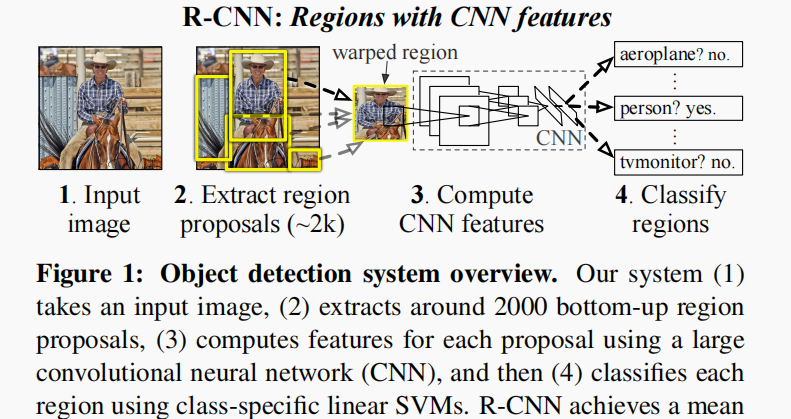 R-CNN: Regions with CNN features
warped region
aeroplane? no.
⋮
person? yes.
⋮
tvmonitor? no.
CNN
1. Input
image
2. Extract region
proposals (~2k)
3. Compute
CNN features
4. Classify
regions
Figure 1: Object detection system overview. Our system (1)
takes an input image, (2) extracts around 2000 bottom-up region
proposals, (3) computes features for each proposal using a large
convolutional neural network (CNN), and then (4) classifies each
region using class-specific linear SVMs. R-CNN achieves a mean